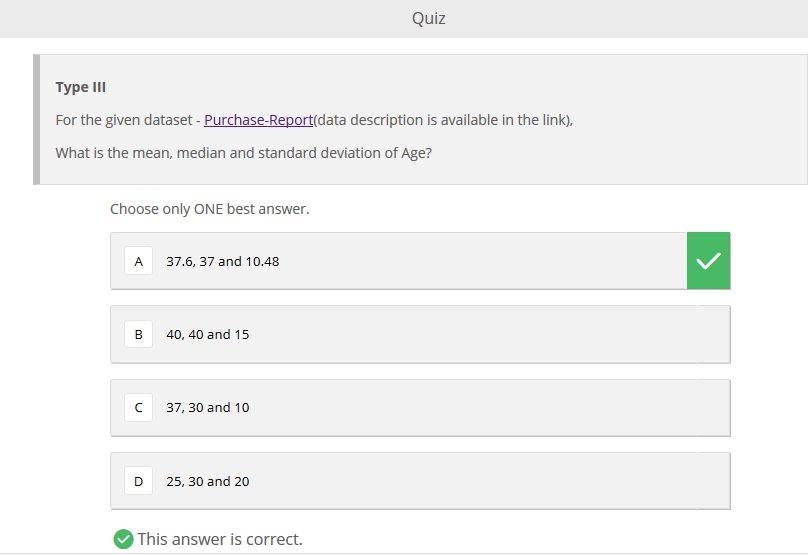 Quiz
Type III
For the given dataset - Purchase-Report(data description is available in the link),
What is the mean, median and standard deviation of Age?
Choose only ONE best answer.
A 37.6, 37 and 10.48
B 40, 40 and 15
C 37, 30 and 10
D 25, 30 and 20
This answer is correct.